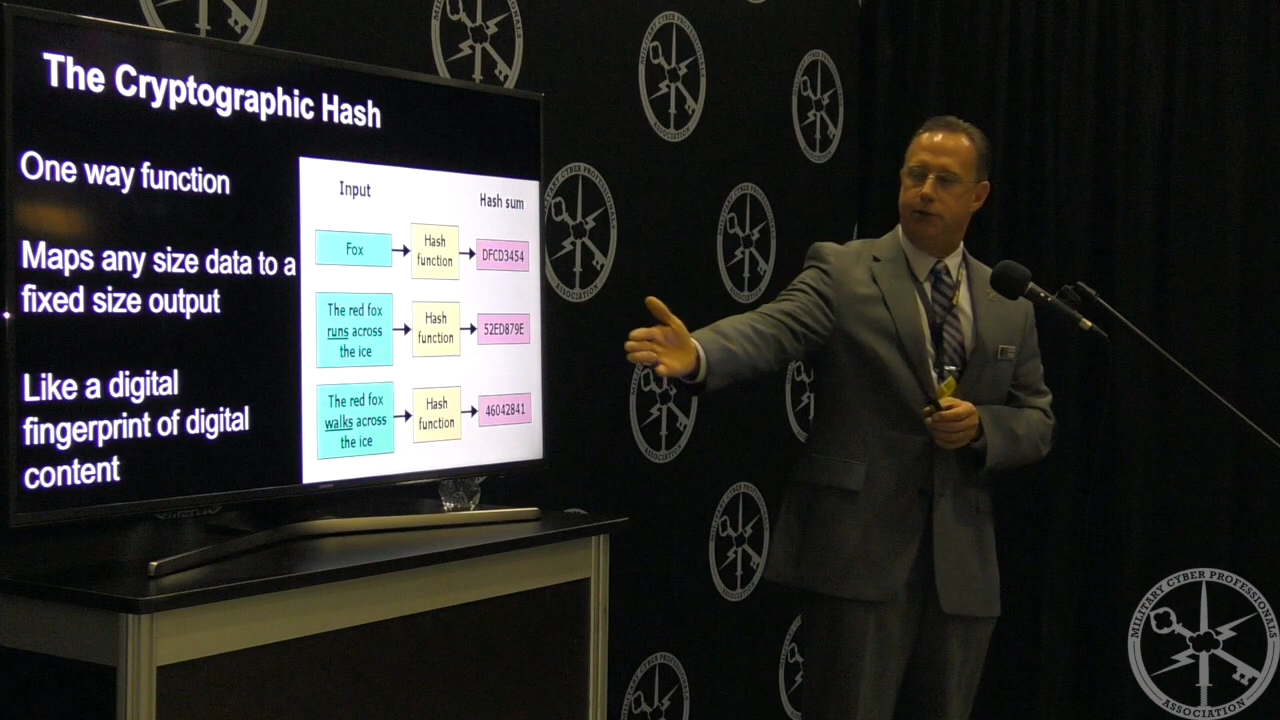 The Cryptographic Hash
One way function
Maps any size data to a
fixed size output
Like a digital
fingerprint of digital
content
Input
Hash sum
Fox
Hash
function
DFCD3454
The red fox
runs across
the ice
Hash
function
52ED879E
The red fox
walks across
the ice
Hash
function
46042841
MILITARY CYBER PROFESSIONALS
ASSOCIATION